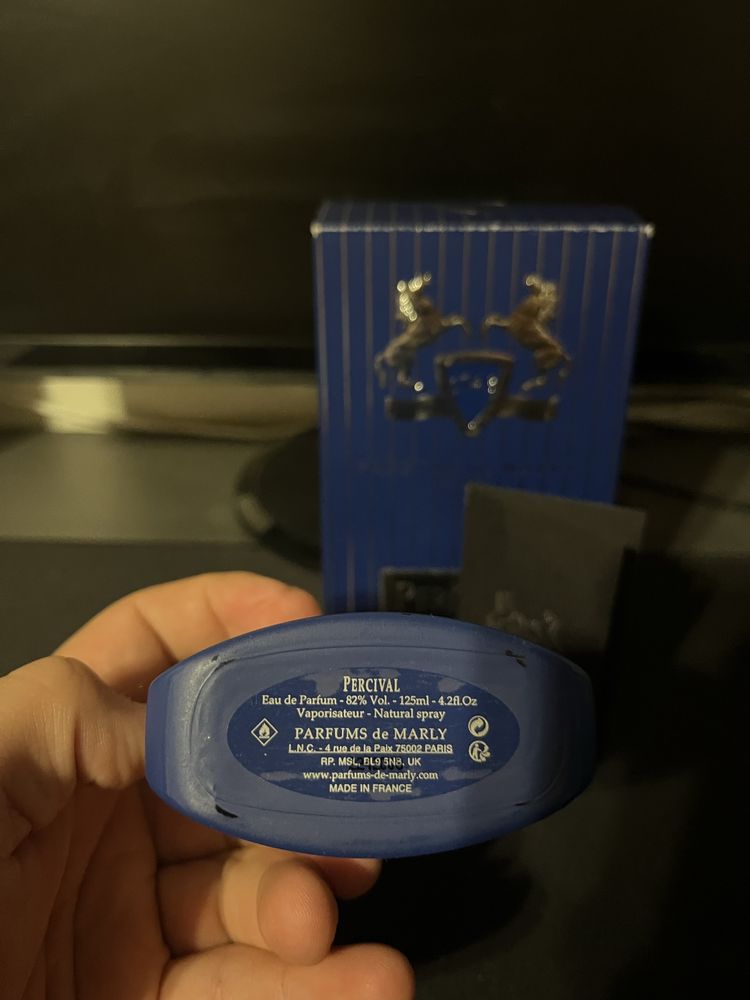 PERCIVAL
Eau de Parfum - 82% Vol. - 125ml - 4.2fl.Oz
Vaporisateur - Natural spray
PARFUMS de MARLY
L.N.C. - 4 rue de la Paix 75002 PARIS
RP. MSL, BL9 5N8, UK
www.parfums-de-marly.com
MADE IN FRANCE